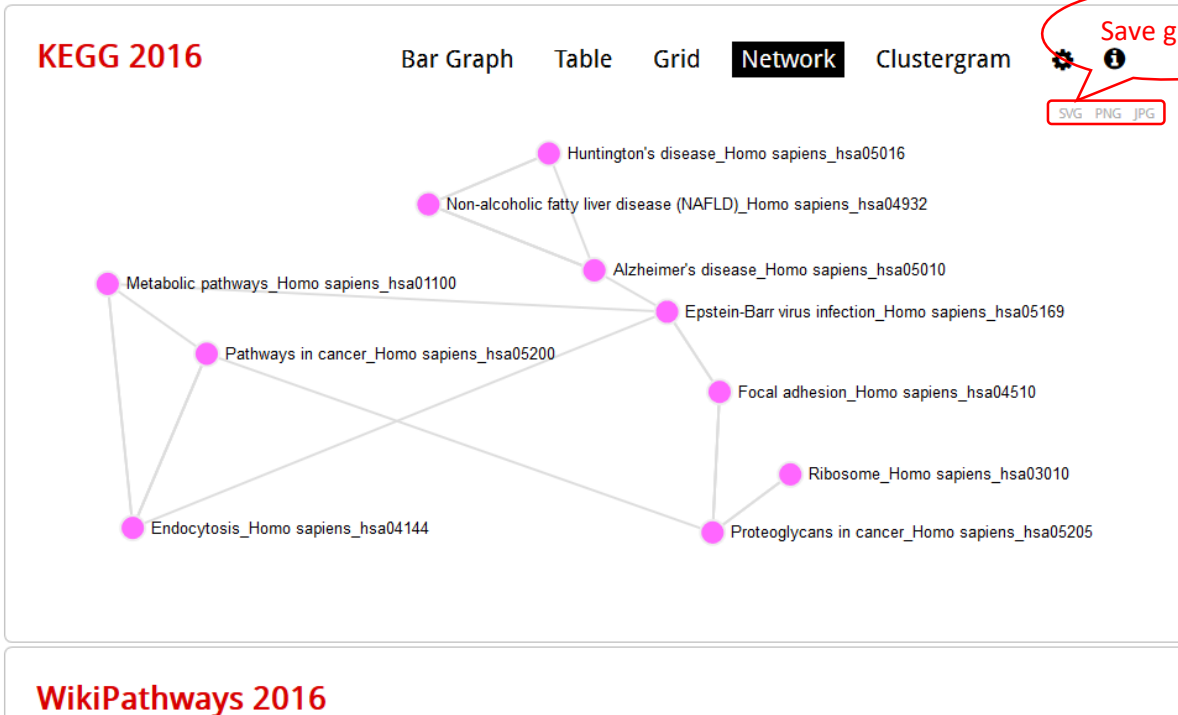 KEGG 2016
Bar Graph Table Grid Network Clustergram
Save g
SVG PNG JPG
Huntington's disease_Homo sapiens_hsa05016
Non-alcoholic fatty liver disease (NAFLD)_Homo sapiens_hsa04932
Alzheimer's disease_Homo sapiens_hsa05010
Metabolic pathways_Homo sapiens_hsa01100
Epstein-Barr virus infection_Homo sapiens_hsa05169
Pathways in cancer_Homo sapiens_hsa05200
Focal adhesion_Homo sapiens_hsa04510
Ribosome_Homo sapiens_hsa03010
Endocytosis_Homo sapiens_hsa04144
Proteoglycans in cancer_Homo sapiens_hsa05205
WikiPathways 2016